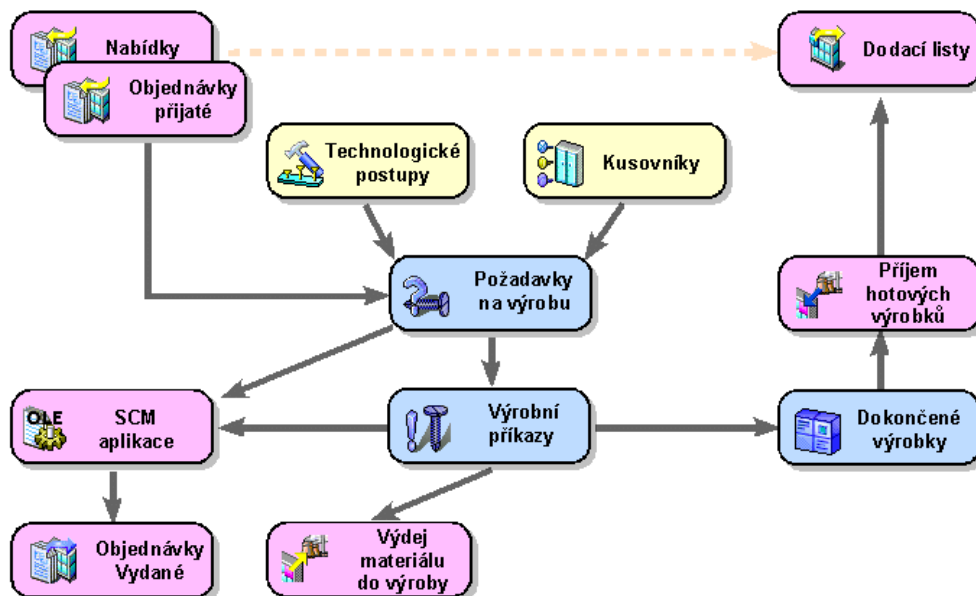 Nabídky
Objednávky
přijaté
Dodací listy
Technologické
postupy
Kusovníky
Požadavky
na výrobu
Příjem
hotových
výrobků
OLE
SCM
aplikace
Výrobní
příkazy
Dokončené
výrobky
Objednávky
Vydané
Výdej
materiálu
do výroby